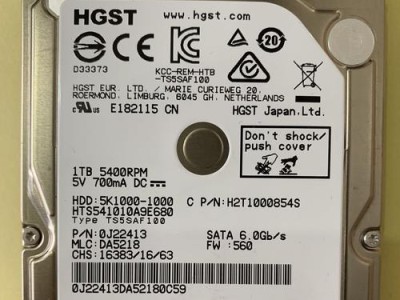 HGST
www.hgst.com
D33373
20
KCC-REM-HTB
-TS5SAF100
HGST EUR. LTD. / MARIE CURIEWEG 20.
ROERMOND, LIMBURG, 6045 GH, NETHERLANDS
E182115 CN
HGST Japan,Ltd.
Don't shock/
push cover
1TB 5400RPM
5V 700mA DC
HDD: 5K1000-1000 C P/N:H2T1000854S
HTS541010A9E680
Type TS5SAF100
P/N:0J22413 SATA 6.0Gb/s
MLC:DA5218 FW :560
CHS: 16383/16/63
0J22413DA52180C59